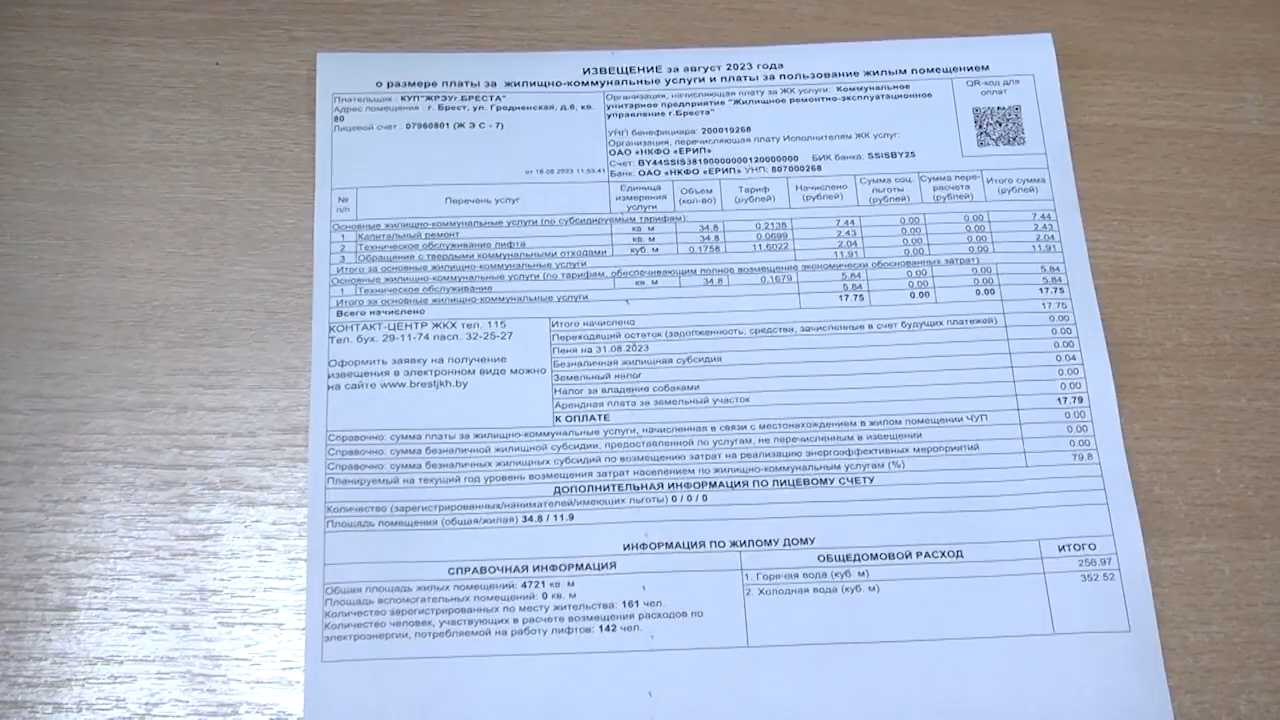 ИЗВЕЩЕНИЕ за август 2023 года
о размере платы за жилищно-коммунальные услуги и платы за пользование жилым помещением
Плательщик : КУП"ЖРЭУг.БРЕСТА"
Адрес помещения г. Брест, ул. Гродненская, д.6, кв. 80
Лицевой счет : 07960801 (Ж Э С - 7)
от 18.08.2023 11:53:41
Организация, начисляющая плату за ЖК услуги: Коммунальное
унитарное предприятие "Жилищное ремонтно-эксплуатационное
управление г.Бреста"
УНП бенефициара: 200019268
Организация, перечисляющая плату Исполнителям ЖК услуг:
ОАО «НКФО «ЕРИП»
Счет: BY44SSIS38190000000120000000 БИК банка: SSISBY25
Банк: ОАО «НКФО «ЕРИП» УНП: 807000268
QR-код для
оплат
№ п/п Перечень услуг Единица измерения услуги Объем (кол-во) Тариф (рублей) Начислено (рублей) Сумма соц. льготы (рублей) Сумма пере-расчета (рублей) Итого сумма (рублей)
Основные жилищно-коммунальные услуги (по субсидируемым тарифам):
1 Капитальный ремонт кв. м 34.8 0.2138 7.44 0.00 0.00 7.44
2 Техническое обслуживание лифта кв. м 34.8 0.0699 2.43 0.00 0.00 2.43
3 Обращение с твердыми коммунальными отходами куб. м 0.1758 11.6022 2.04 0.00 0.00 2.04
Итого за основные жилищно-коммунальные услуги 11.91 0.00 0.00 11.91
Основные жилищно-коммунальные услуги (по тарифам, обеспечивающим полное возмещение экономически обоснованных затрат):
1 Техническое обслуживание кв. м 34.8 0.1679 5.84 0.00 0.00 5.84
Итого за основные жилищно-коммунальные услуги 5.84 0.00 0.00 5.84
Всего начислено 17.75 0.00 0.00 17.75
КОНТАКТ-ЦЕНТР ЖКХ тел. 115
Тел. бух. 29-11-74 пасп. 32-25-27
Оформить заявку на получение
извещения в электронном виде можно
на сайте www.brestjkh.by
Итого начислено 17.75
Переходящий остаток (задолженность, средства, зачисленные в счет будущих платежей) 0.00
Пеня на 31.08.2023 0.00
Безналичная жилищная субсидия 0.00
Земельный налог 0.04
Налог за владение собаками 0.00
Арендная плата за земельный участок 0.00
К ОПЛАТЕ 17.79
Справочно: сумма платы за жилищно-коммунальные услуги, начисленная в связи с местонахождением в жилом помещении ЧУП 0.00
Справочно: сумма безналичной жилищной субсидии, предоставленной по услугам, не перечисленным в извещении 0.00
Справочно: сумма безналичных жилищных субсидий по возмещению затрат на реализацию энергоэффективных мероприятий 0.00
Планируемый на текущий год уровень возмещения затрат населением по жилищно-коммунальным услугам (%) 79.8
ДОПОЛНИТЕЛЬНАЯ ИНФОРМАЦИЯ ПО ЛИЦЕВОМУ СЧЕТУ
Количество (зарегистрированных/нанимателей/имеющих льготы) 0 / 0 / 0
Площадь помещения (общая/жилая) 34.8 / 11.9
ИНФОРМАЦИЯ ПО ЖИЛОМУ ДОМУ
СПРАВОЧНАЯ ИНФОРМАЦИЯ
Общая площадь жилых помещений: 4721 кв. м
Площадь вспомогательных помещений: 0 кв. м
Количество зарегистрированных по месту жительства: 161 чел.
Количество человек, участвующих в расчете возмещения расходов по
электроэнергии, потребляемой на работу лифтов: 142 чел.
ОБЩЕДОМОВОЙ РАСХОД ИТОГО
1. Горячая вода (куб. м) 256.97
2. Холодная вода (куб. м) 352.52